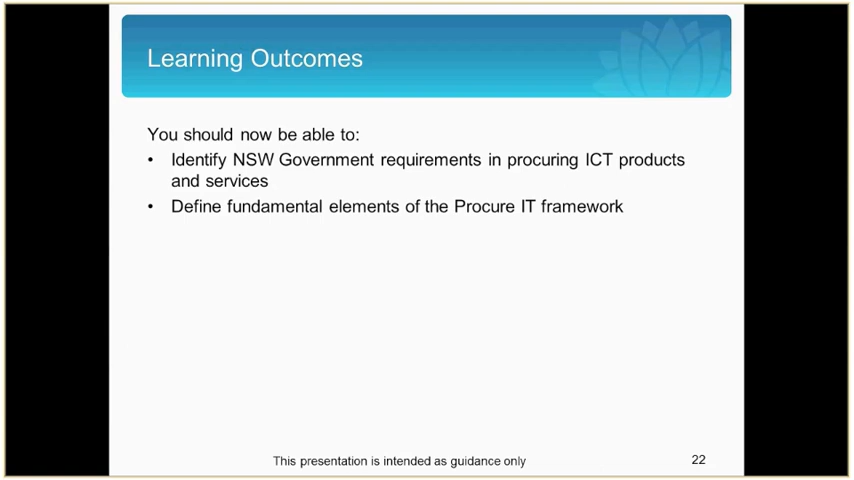 Learning Outcomes
You should now be able to:
• Identify NSW Government requirements in procuring ICT products
and services
• Define fundamental elements of the Procure IT framework
This presentation is intended as guidance only
22